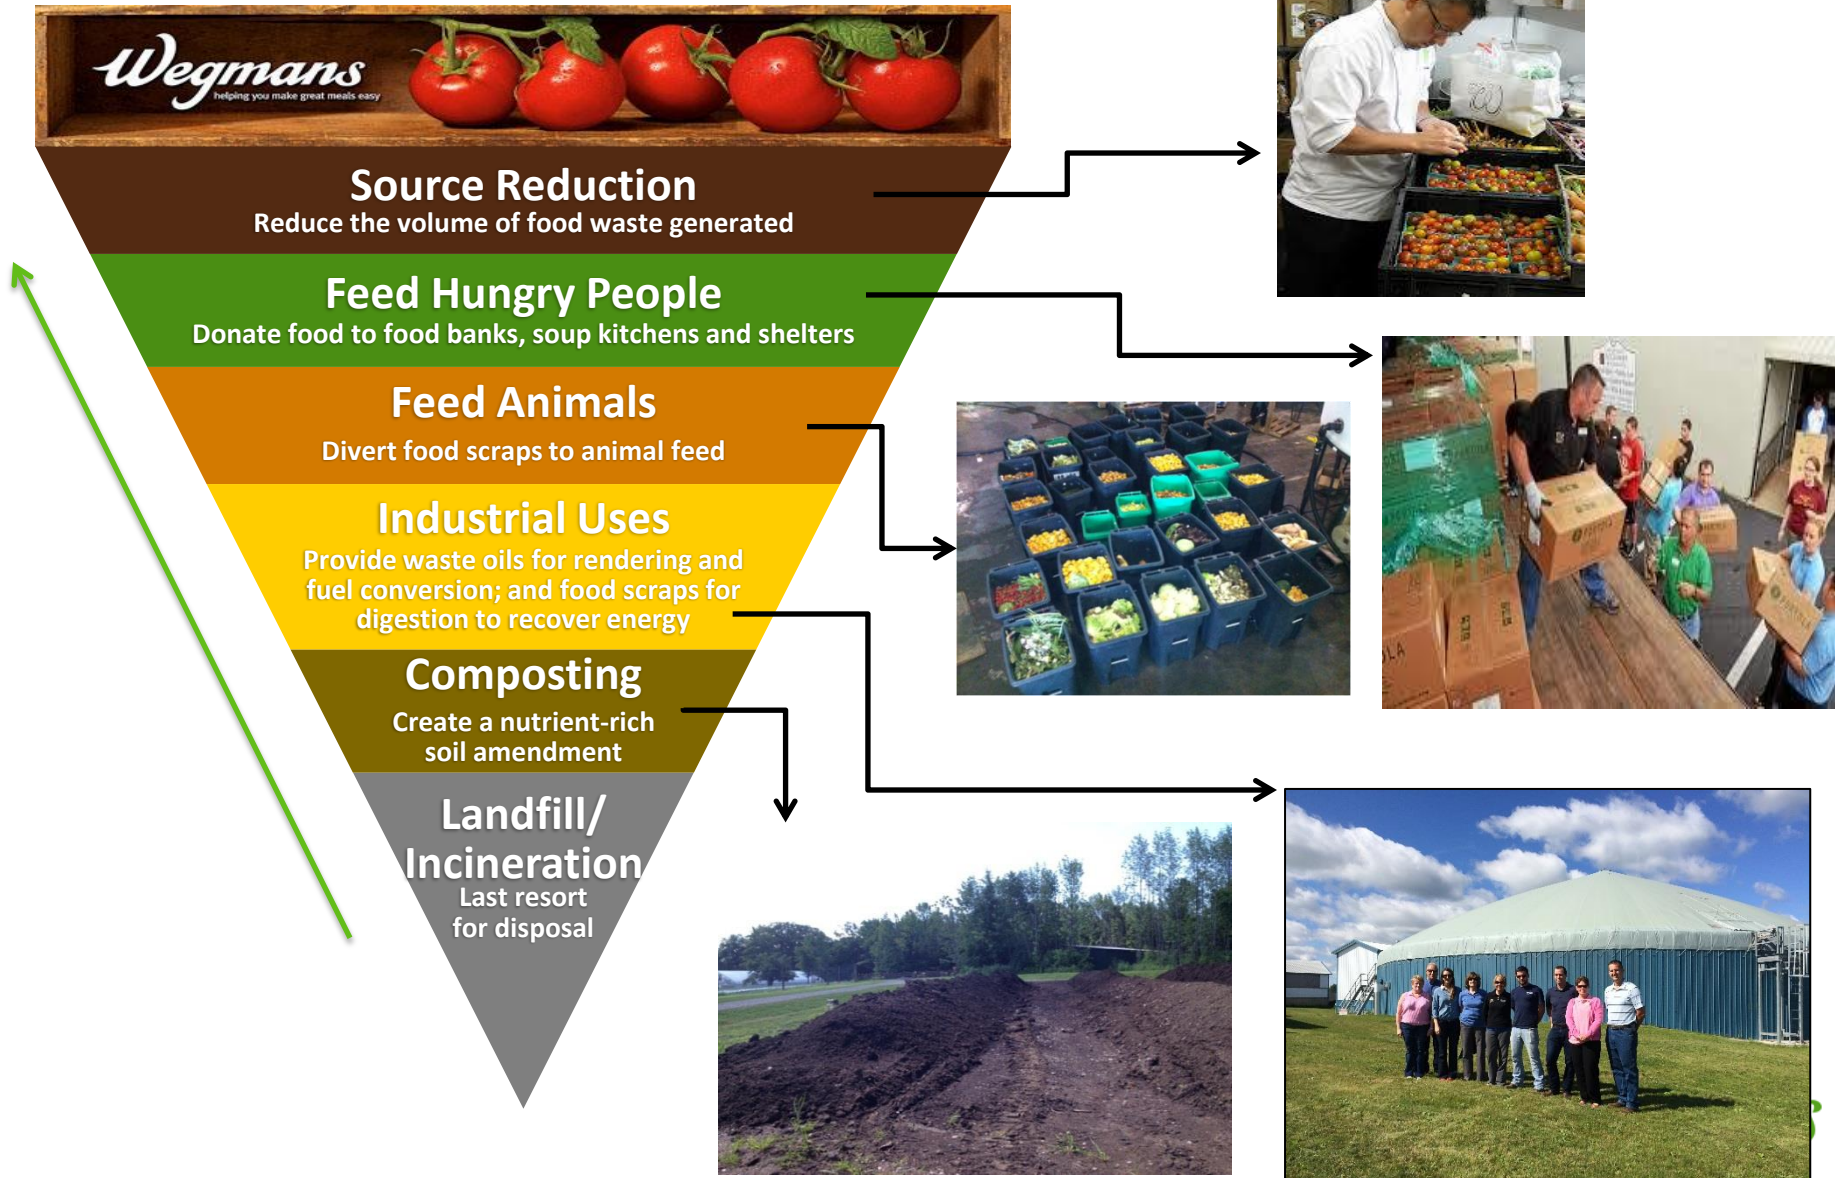 Wegmans
helping you make great meals easy
Source Reduction
Reduce the volume of food waste generated
Feed Hungry People
Donate food to food banks, soup kitchens and shelters
Feed Animals
Divert food scraps to animal feed
Industrial Uses
Provide waste oils for rendering and
fuel conversion; and food scraps for
digestion to recover energy
Composting
Create a nutrient-rich
soil amendment
Landfill/
Incineration
Last resort
for disposal